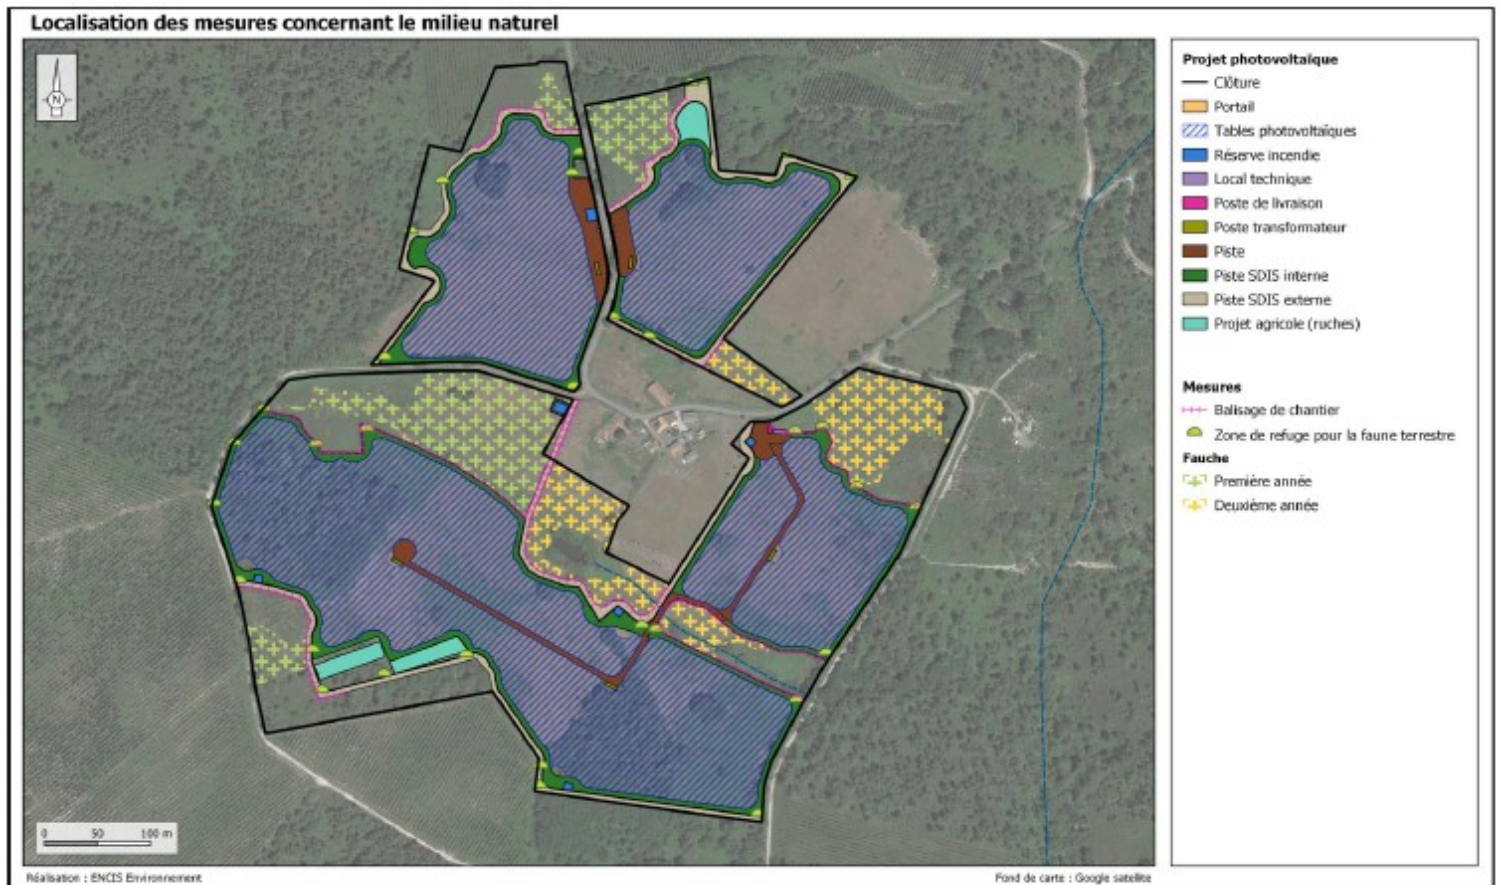 Localisation des mesures concernant le milieu naturel
N
Projet photovoltaïque
Clôture
Portail
Tables photovoltaïques
Réserve incendie
Local technique
Poste de livraison
Poste transformateur
Piste
Piste SDIS interne
Piste SDIS externe
Projet agricole (ruches)
Mesures
Balisage de chantier
Zone de refuge pour la faune terrestre
Fauche
Première année
Deuxième année
0 50 100 m
Réalisation : ENCIS Environnement
Fond de carte : Google satellite